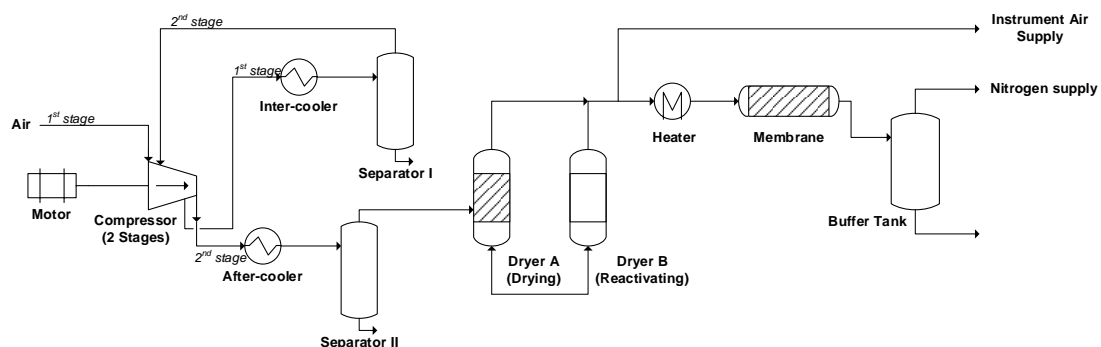 2nd stage
Instrument Air
Supply
1st stage
Inter-cooler
Nitrogen supply
Air
1st stage
Heater
Membrane
Separator I
Motor
Compressor
(2 Stages)
Buffer Tank
2nd stage
After-cooler
Dryer A
(Drying)
Dryer B
(Reactivating)
Separator II